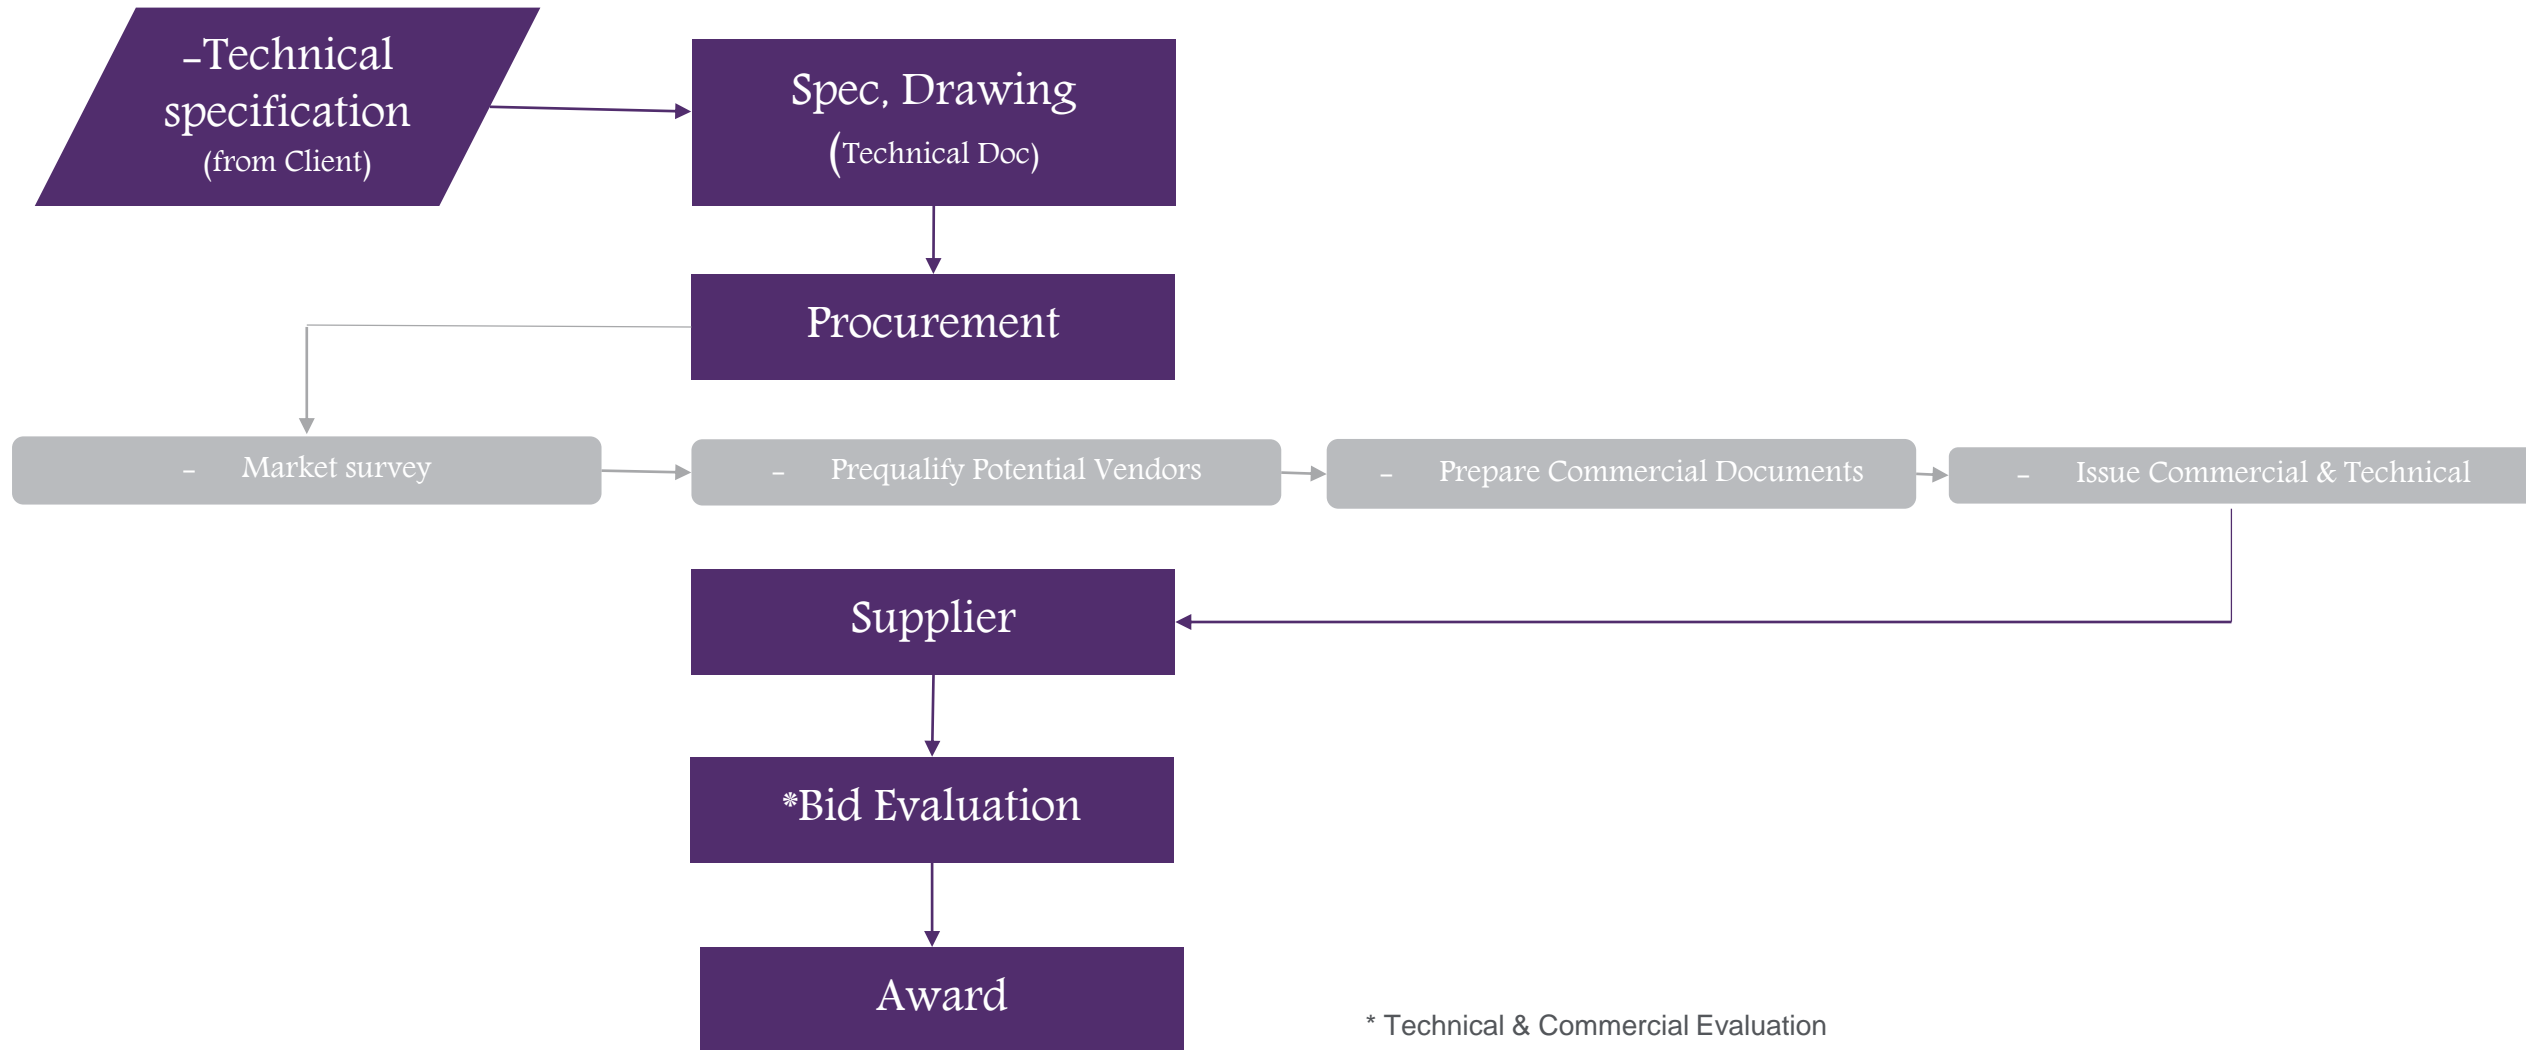 -Technical
specification
(from Client)
Spec, Drawing
(Technical Doc)
Procurement
- Market survey
- Prequalify Potential Vendors
- Prepare Commercial Documents
- Issue Commercial & Technical
Supplier
*Bid Evaluation
Award
* Technical & Commercial Evaluation